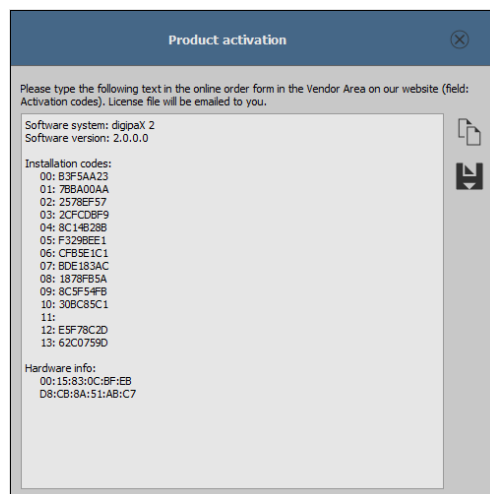 Product activation
Please type the following text in the online order form in the Vendor Area on our website (field:
Activation codes). License file will be emailed to you.
Software system: digipaX 2
Software version: 2.0.0.0
Installation codes:
00: B3F5AA23
01: 7BBA00AA
02: 2578EF57
03: 2CFCDBF9
04: 8C14B28B
05: F329BEE1
06: CFB5E1C1
07: BDE183AC
08: 1878FB5A
09: 8C5F54FB
10: 30BC85C1
11:
12: E5F78C2D
13: 62C0759D
Hardware info:
00:15:83:0C:BF:EB
D8:CB:8A:51:AB:C7